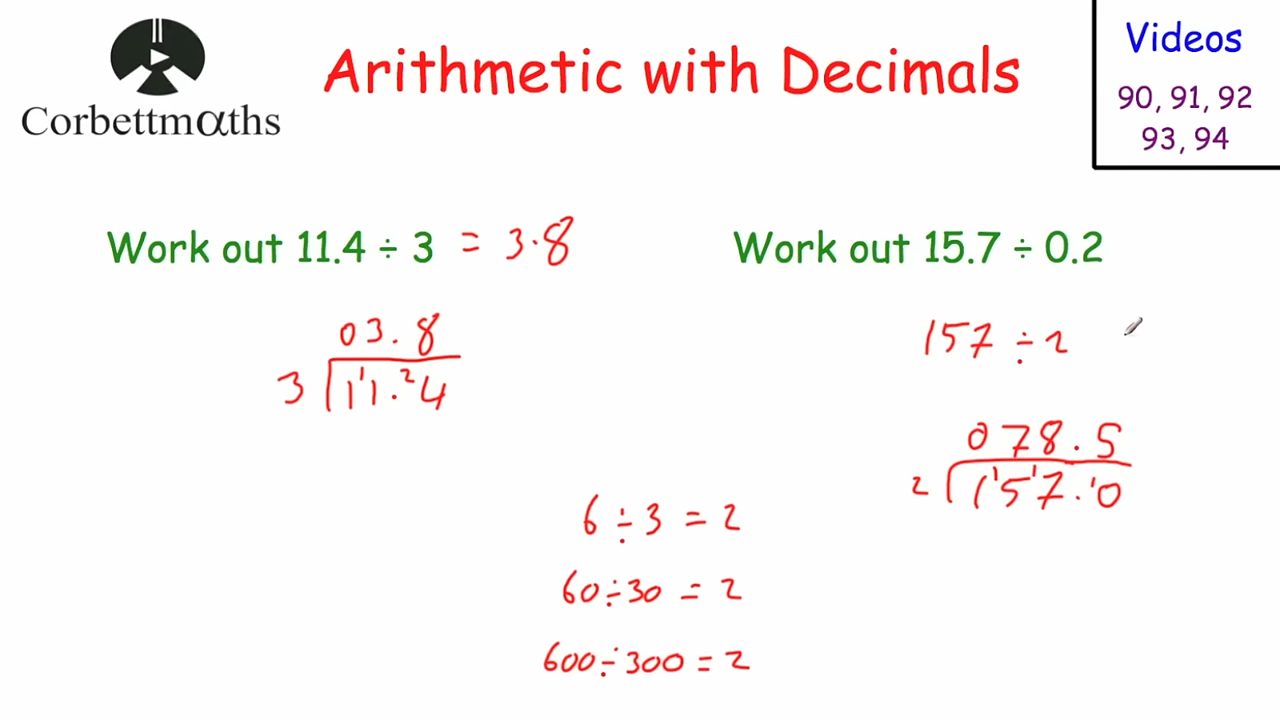 Corbettmαths
Arithmetic with Decimals
Videos
90, 91, 92
93, 94
Work out 11.4 ÷ 3 = 3.8
03.8
3 11.24
Work out 15.7 ÷ 0.2
157 ÷ 2
078.5
2 11517.10
6 ÷ 3 = 2
60 ÷ 30 = 2
600 ÷ 300 = 2